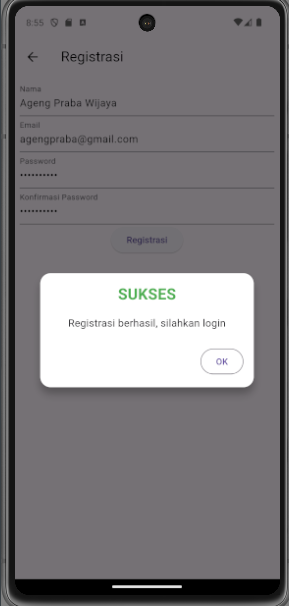 8:55
Registrasi
Nama
Ageng Praba Wijaya
Email
agengpraba@gmail.com
Password
••••••••••
Konfirmasi Password
••••••••••
Registrasi
SUKSES
Registrasi berhasil, silahkan login
OK